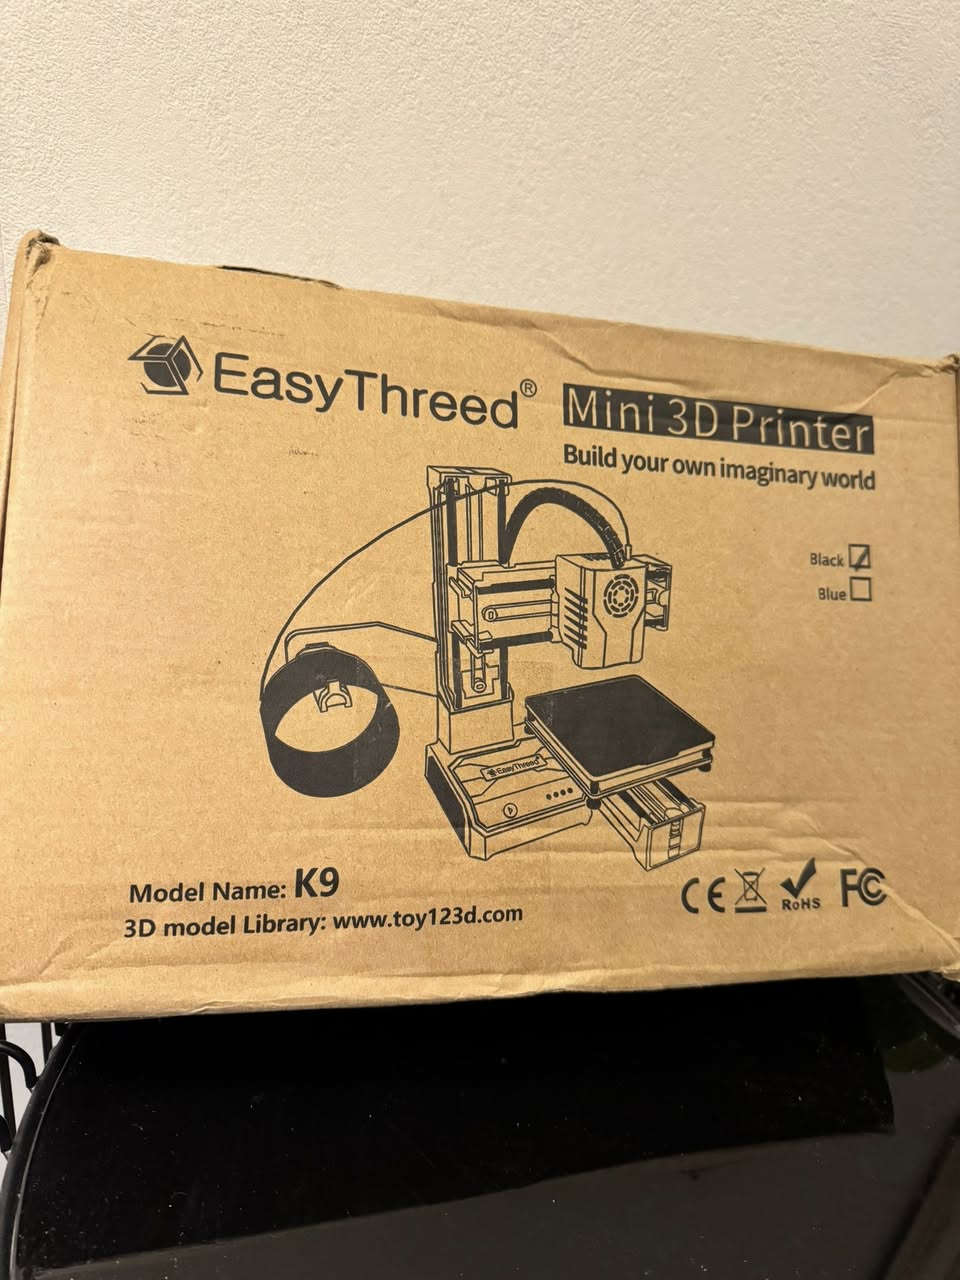 EasyThreed®
Mini 3D Printer
Build your own imaginary world
Black
Blue
EasyThreed®
Model Name: K9
3D model Library: www.toy123d.com
CE
RoHS
FC